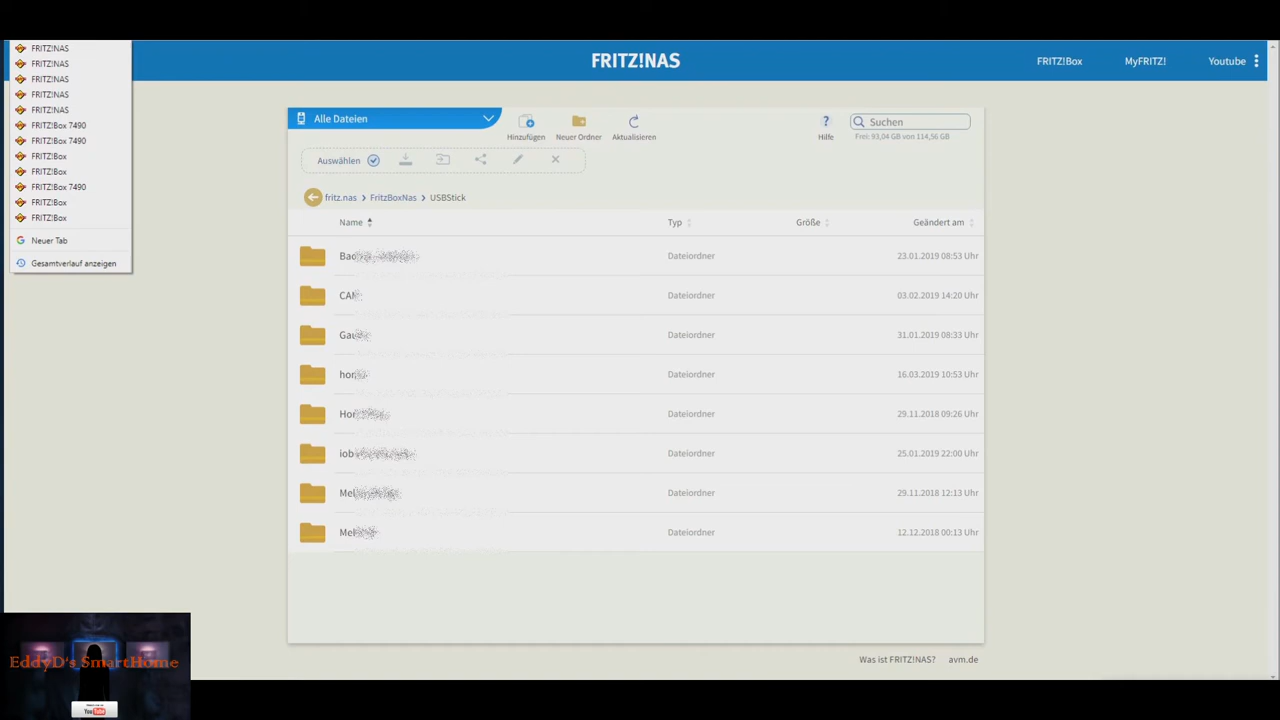 FRITZ!NAS
FRITZ!NAS
FRITZ!NAS
FRITZ!NAS
FRITZ!NAS
FRITZ!Box 7490
FRITZ!Box 7490
FRITZ!Box
FRITZ!Box
FRITZ!Box 7490
FRITZ!Box
FRITZ!Box
Neuer Tab
Gesamtverlauf anzeigen
FRITZ!NAS
FRITZ!Box MyFRITZ! Youtube
Alle Dateien
Hinzufügen Neuer Ordner Aktualisieren Hilfe
Suchen
Frei: 93,04 GB von 114,56 GB
Auswählen
fritz.nas > FritzBoxNas > USBStick
Name Typ Größe Geändert am
Dateiordner 23.01.2019 08:53 Uhr
Dateiordner 03.02.2019 14:20 Uhr
Dateiordner 31.01.2019 08:33 Uhr
Dateiordner 16.03.2019 10:53 Uhr
Dateiordner 29.11.2018 09:26 Uhr
Dateiordner 25.01.2019 22:00 Uhr
Dateiordner 29.11.2018 12:13 Uhr
Dateiordner 12.12.2018 00:13 Uhr
Was ist FRITZ!NAS? avm.de
EddyD's SmartHome
You Tube